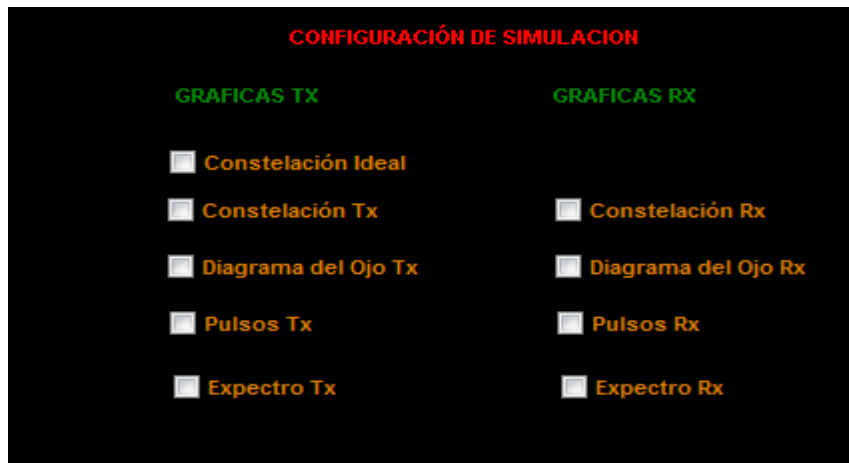 CONFIGURACIÓN DE SIMULACION
GRAFICAS TX
GRAFICAS RX
Constelación Ideal
Constelación Tx
Constelación Rx
Diagrama del Ojo Tx
Diagrama del Ojo Rx
Pulsos Tx
Pulsos Rx
Expectro Tx
Expectro Rx